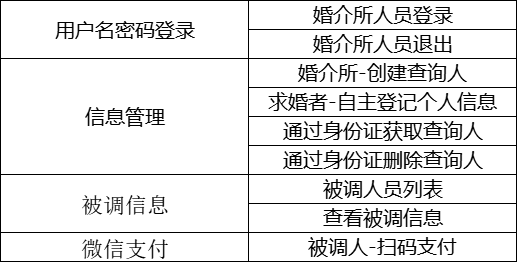 用户名密码登录
婚介所人员登录
婚介所人员退出
信息管理
婚介所-创建查询人
求婚者-自主登记个人信息
通过身份证获取查询人
通过身份证删除查询人
被调信息
被调人员列表
查看被调信息
微信支付
被调人-扫码支付